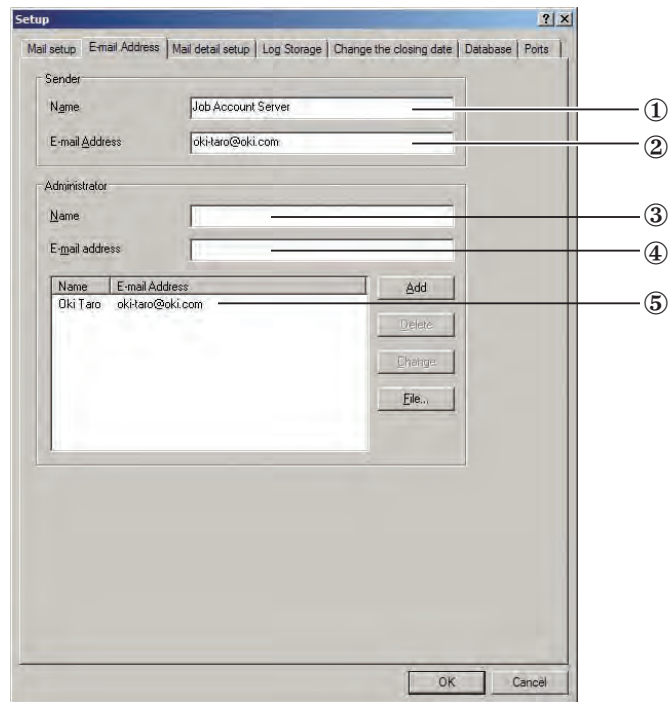 Setup
Mail setup E-mail Address Mail detail setup Log Storage Change the closing date Database Ports
Sender
Name Job Account Server ①
E-mail Address oki-taro@oki.com ②
Administrator
Name ③
E-mail address ④
Name E-mail Address Add
Oki Taro oki-taro@oki.com ⑤
Delete
Change
File...
OK Cancel